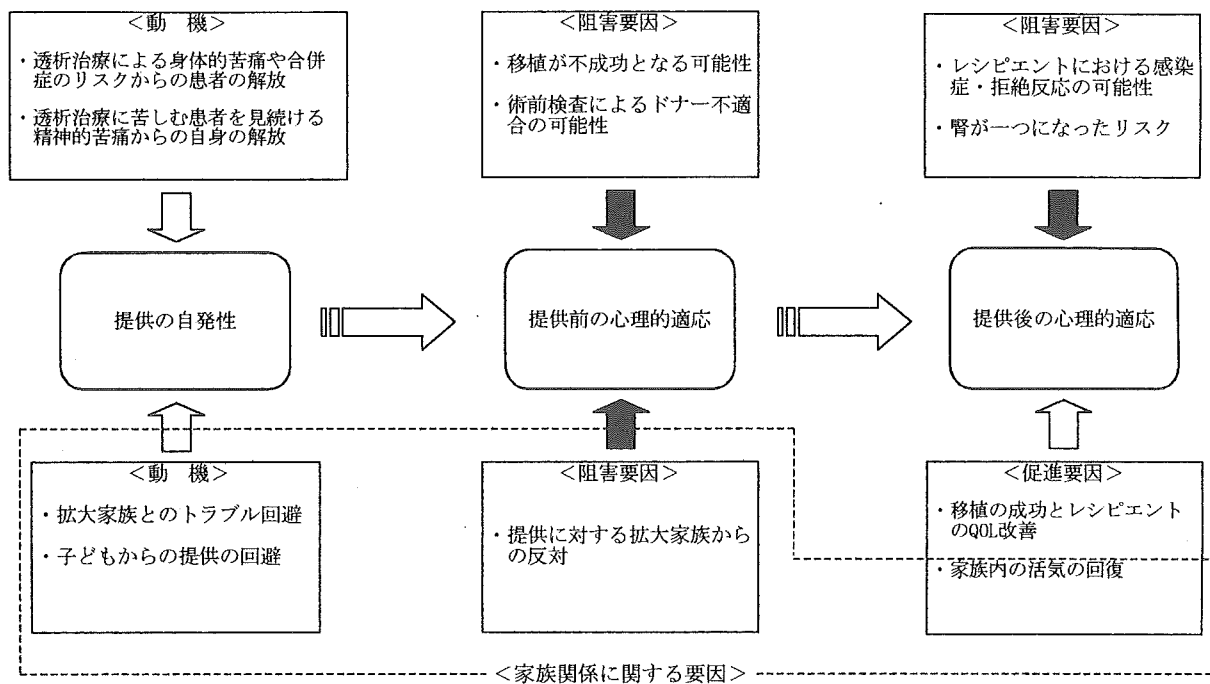 ＜動　機＞
・透析治療による身体的苦痛や合併
症のリスクからの患者の解放
・透析治療に苦しむ患者を見続ける
精神的苦痛からの自身の解放
＜阻害要因＞
・移植が不成功となる可能性
・術前検査によるドナー不適
合の可能性
＜阻害要因＞
・レシピエントにおける感染
症・拒絶反応の可能性
・腎が一つになったリスク
提供の自発性
提供前の心理的適応
提供後の心理的適応
＜動　機＞
・拡大家族とのトラブル回避
・子どもからの提供の回避
＜阻害要因＞
・提供に対する拡大家族から
の反対
＜促進要因＞
・移植の成功とレシピエント
のQOL改善
・家族内の活気の回復
＜家族関係に関する要因＞